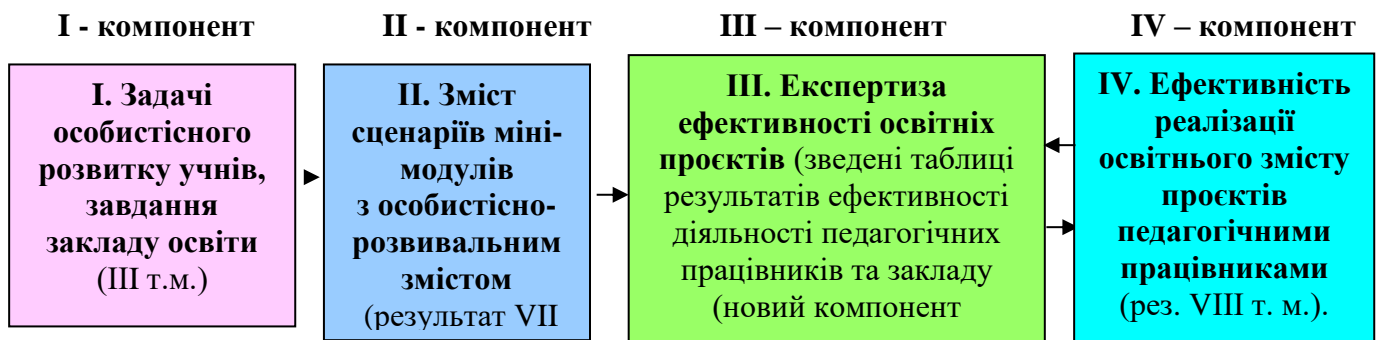 I - компонент
II - компонент
III – компонент
IV – компонент
I. Задачі
особистісного
розвитку учнів,
завдання
закладу освіти
(III т.м.)
II. Зміст
сценаріїв міні-
модулів
з особистісно-
розвивальним
змістом
(результат VII
III. Експертиза
ефективності освітніх
проєктів (зведені таблиці
результатів ефективності
діяльності педагогічних
працівників та закладу
(новий компонент
IV. Ефективність
реалізації
освітнього змісту
проєктів
педагогічними
працівниками
(рез. VIII т. м.).